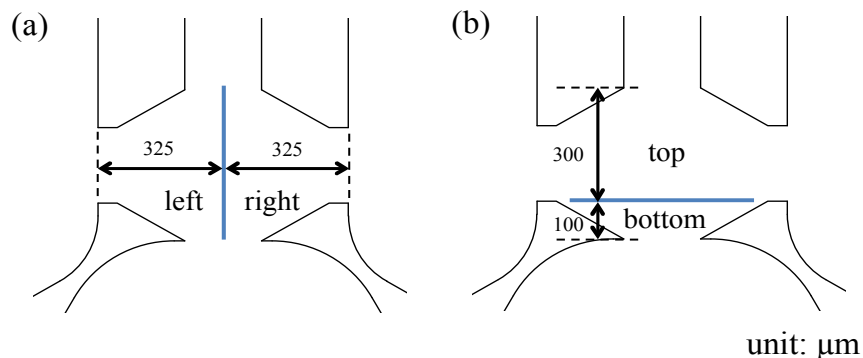 (a)
325 325
left right
(b)
300
top
100
bottom
unit: μm